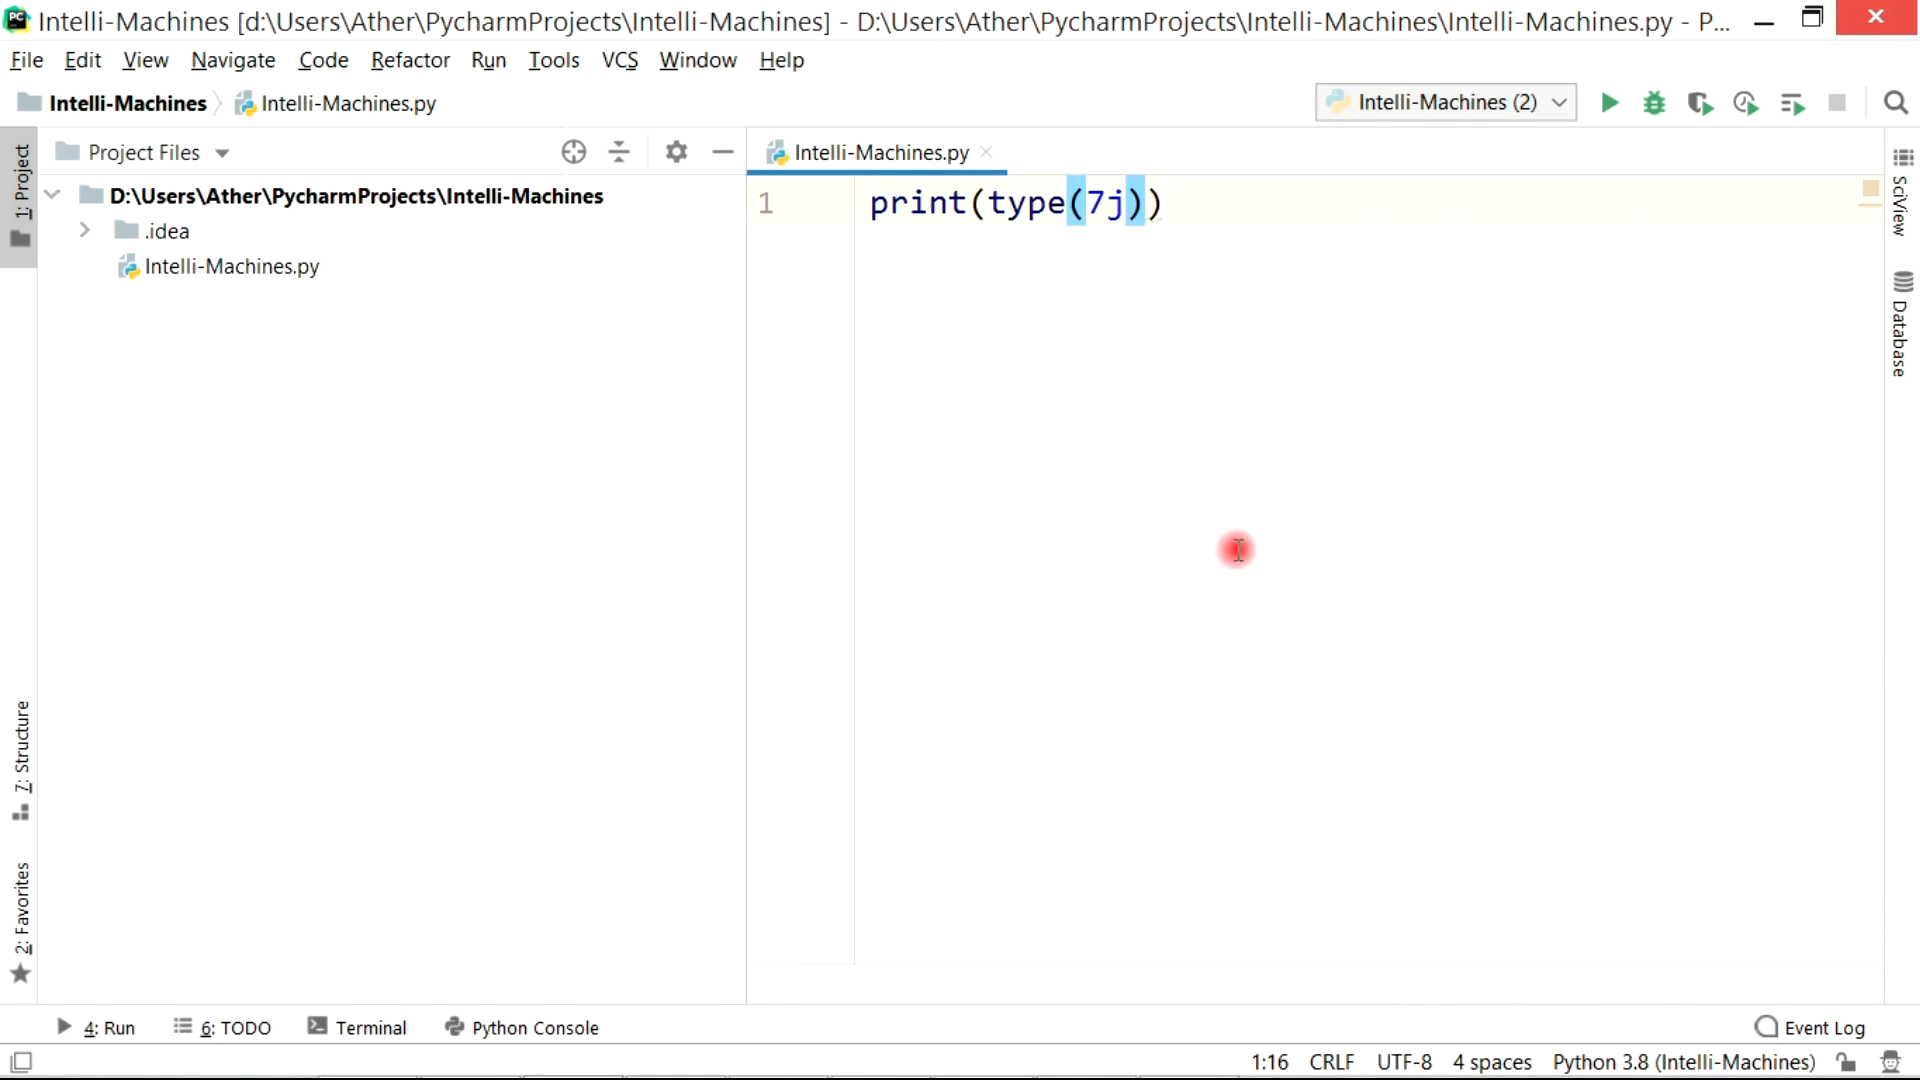 Intelli-Machines [d:\Users\Ather\PycharmProjects\Intelli-Machines] - D:\Users\Ather\PycharmProjects\Intelli-Machines\Intelli-Machines.py - P...
File Edit View Navigate Code Refactor Run Tools VCS Window Help
Intelli-Machines Intelli-Machines.py
Intelli-Machines (2)
1: Project
Project Files
D:\Users\Ather\PycharmProjects\Intelli-Machines
.idea
Intelli-Machines.py
Intelli-Machines.py
1 print(type(7j))
SciView
Database
7: Structure
2: Favorites
4: Run 6: TODO Terminal Python Console Event Log
1:16 CRLF UTF-8 4 spaces Python 3.8 (Intelli-Machines)